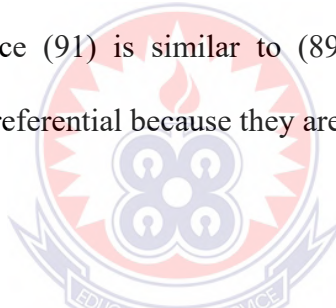 ce (91) is similar to (89
referential because they are